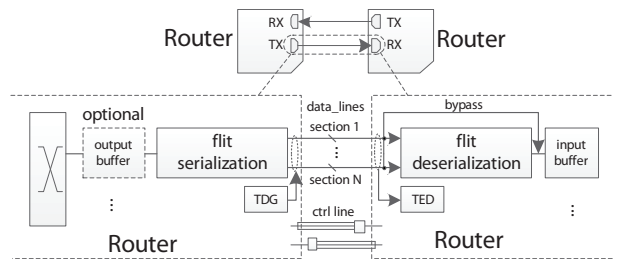 RX
TX
Router
TX
RX
Router
optional
output
buffer
flit
serialization
data_lines
section 1
section N
bypass
flit
deserialization
input
buffer
TDG
TED
ctrl line
Router
Router